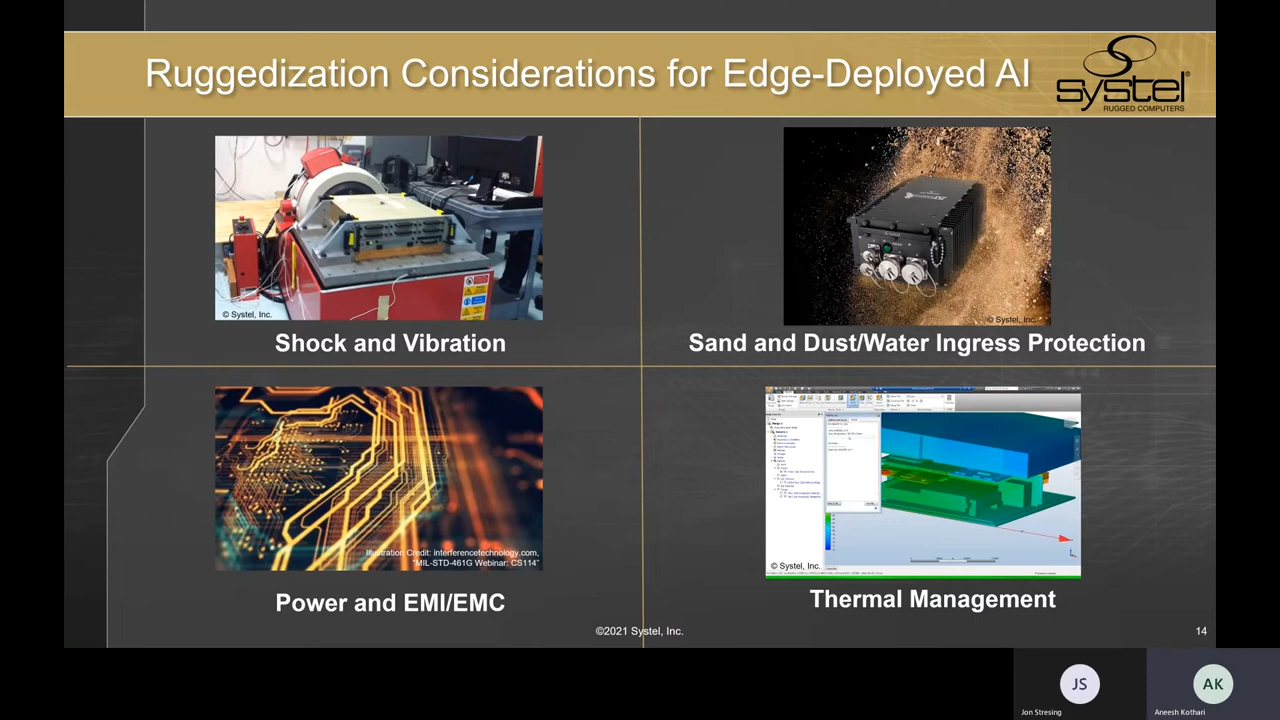 Ruggedization Considerations for Edge-Deployed AI
systel®
RUGGED COMPUTERS
© Systel, Inc.
Shock and Vibration
© Systel, Inc.
Sand and Dust/Water Ingress Protection
Illustration Credit: interferencetechnology.com,
"MIL-STD-461G Webinar; CS114"
Power and EMI/EMC
© Systel, Inc.
Thermal Management
©2021 Systel, Inc.
14
JS
Jon Stresing
AK
Aneesh Kothari